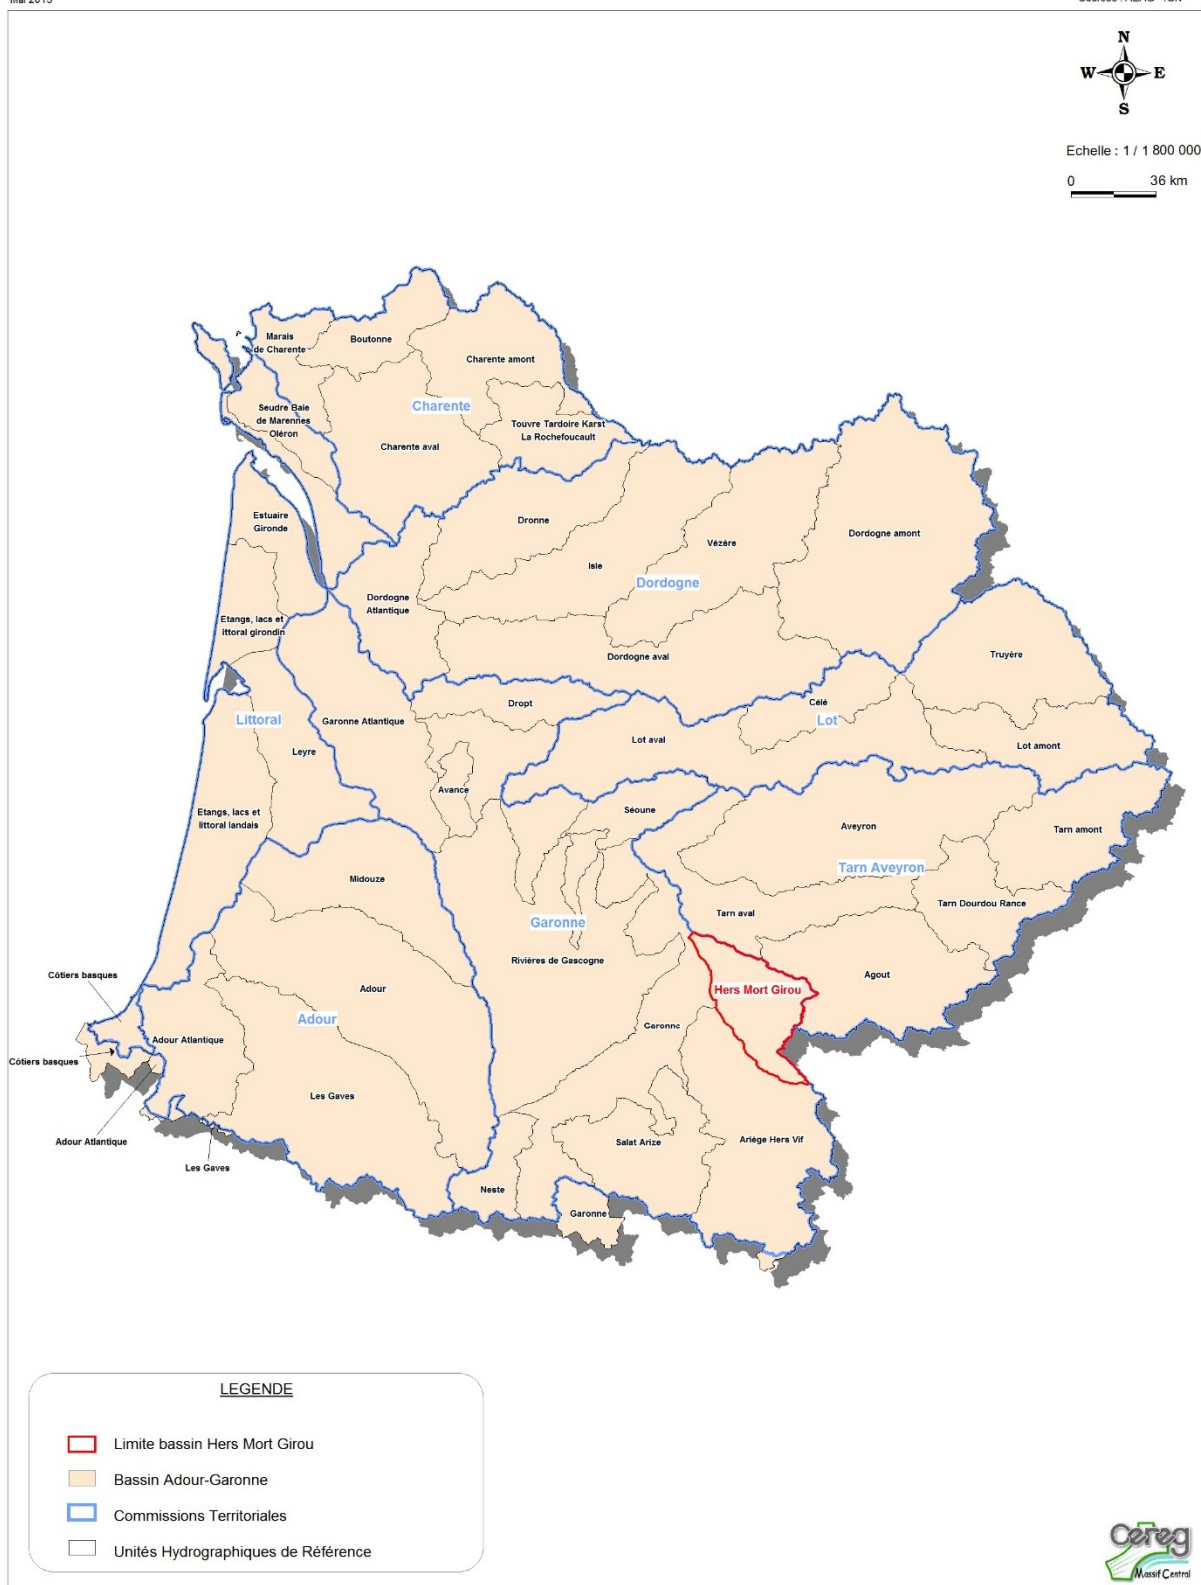 N
W E
S
Echelle : 1 / 1 800 000
0 36 km
Marais
de Charente
Boutonne
Charente amont
Charente
Seudre Baie
de Marennes
Oléron
Touvre Tardoire Karst
La Rochefoucault
Charente aval
Estuaire
Gironde
Dronne
Vézère
Dordogne amont
Isle
Dordogne
Dordogne
Atlantique
Etangs, lacs et
littoral girondin
Dordogne aval
Truyère
Dropt
Célé
Littoral
Garonne Atlantique
Lot
Lot aval
Lot amont
Leyre
Avance
Etangs, lacs et
littoral landais
Séoune
Aveyron
Tarn amont
Tarn Aveyron
Midouze
Tarn Dourdou Rance
Tarn aval
Garonne
Rivières de Gascogne
Agout
Côtiers basques
Adour
Hers Mort Girou
Adour
Garonne
Adour Atlantique
Côtiers basques
Les Gaves
Adour Atlantique
Salat Arize
Ariège Hers Vif
Les Gaves
Neste
Garonne
LEGENDE
Limite bassin Hers Mort Girou
Bassin Adour-Garonne
Commissions Territoriales
Unités Hydrographiques de Référence
Cereg
Massif Central